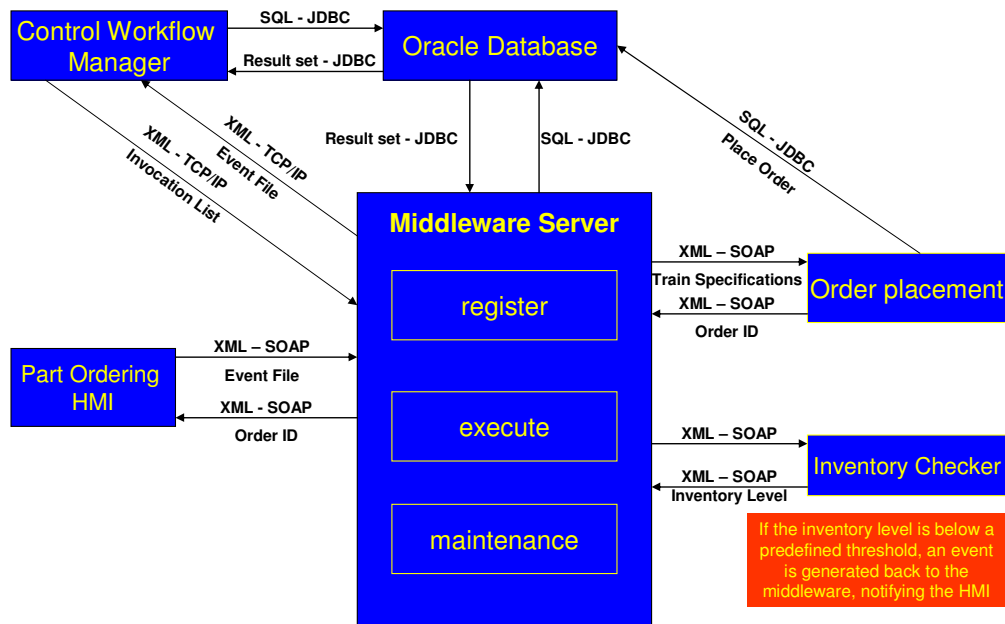 Control Workflow
Manager
SQL - JDBC
Result set - JDBC
Oracle Database
XML - TCP/IP
Event File
XML - TCP/IP
Invocation List
Result set - JDBC
SQL - JDBC
SQL - JDBC
Place Order
Middleware Server
register
execute
maintenance
XML – SOAP
Train Specifications
XML – SOAP
Order ID
Order placement
Part Ordering
HMI
XML – SOAP
Event File
XML - SOAP
Order ID
XML – SOAP
XML – SOAP
Inventory Level
Inventory Checker
If the inventory level is below
a predefined threshold, an event
is generated back to the
middleware, notifying the HMI